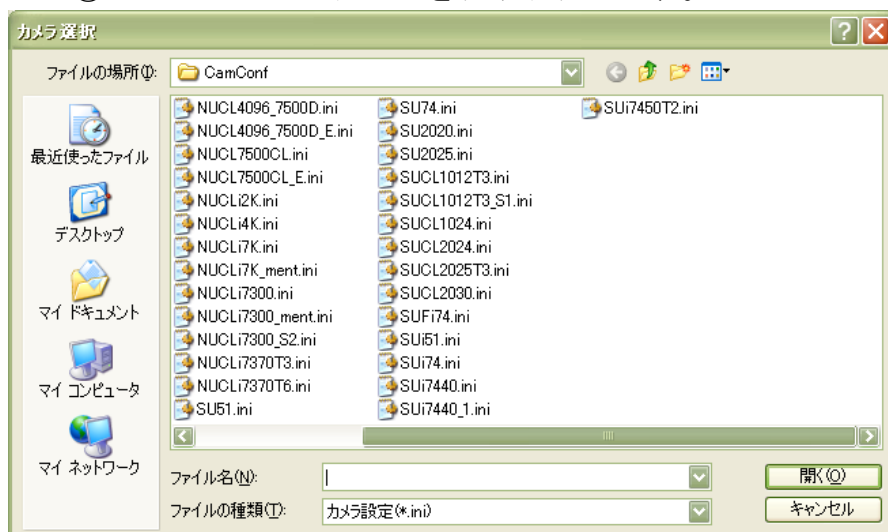 カメラ選択
ファイルの場所(I):
CamConf
最近使ったファイル
デスクトップ
マイ ドキュメント
マイ コンピュータ
マイ ネットワーク
NUCL4096_7500D.ini
NUCL4096_7500D_E.ini
NUCL7500CL.ini
NUCL7500CL_E.ini
NUCLi2K.ini
NUCLi4K.ini
NUCLi7K.ini
NUCLi7K_ment.ini
NUCLi7300.ini
NUCLi7300_ment.ini
NUCLi7300_S2.ini
NUCLi7370T3.ini
NUCLi7370T6.ini
SU51.ini
SU74.ini
SU2020.ini
SU2025.ini
SUCL1012T3.ini
SUCL1012T3_S1.ini
SUCL1024.ini
SUCL2024.ini
SUCL2025T3.ini
SUCL2030.ini
SUFi74.ini
SUi51.ini
SUi74.ini
SUi7440.ini
SUi7440_1.ini
SUi7450T2.ini
ファイル名(N):
開く(O)
ファイルの種類(T):
カメラ設定(*.ini)
キャンセル